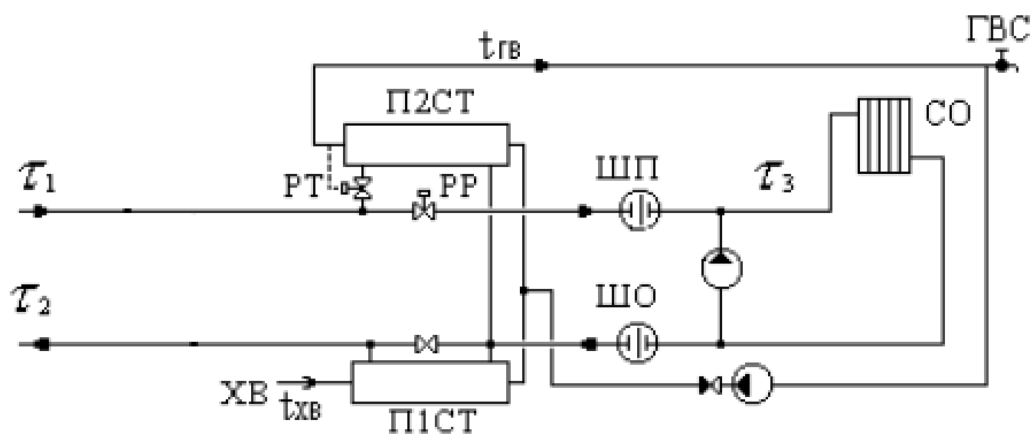 ГВС
tГВ
П2СТ
СО
τ1
РТ
РР
ШП
τ3
τ2
ШО
ХВ
tХВ
П1СТ